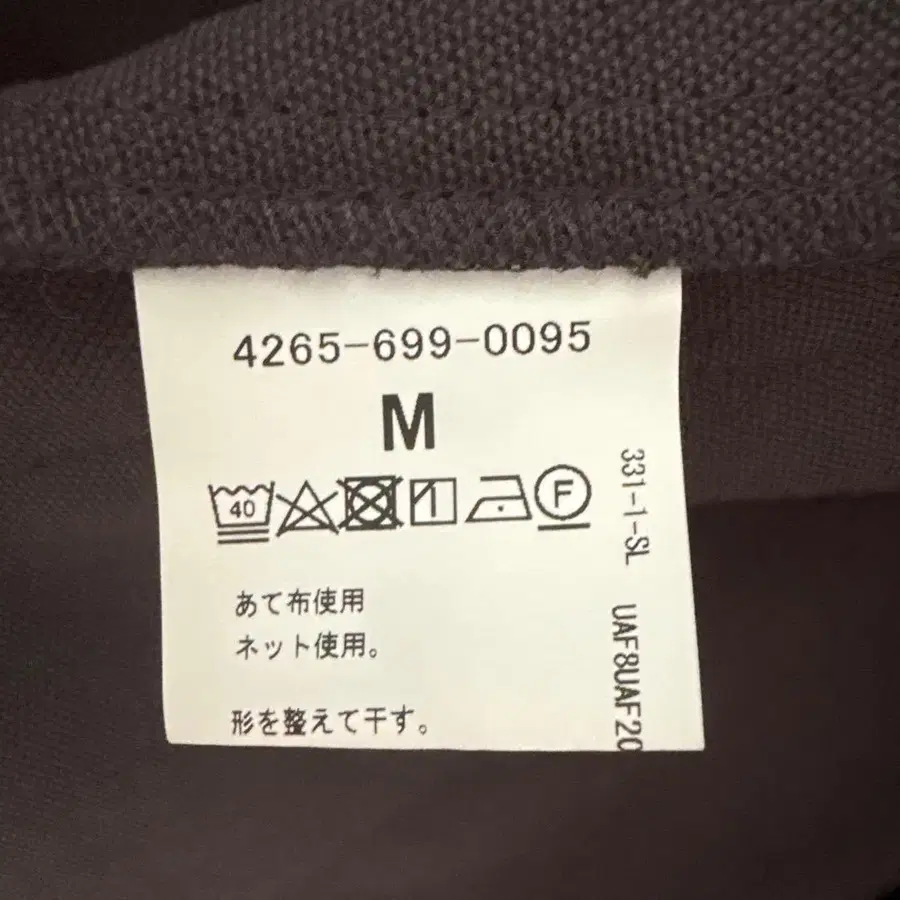 4265-699-0095
M
40
F
あて布使用
ネット使用。
形を整えて干す。
331-1-SL UAF8UAF20